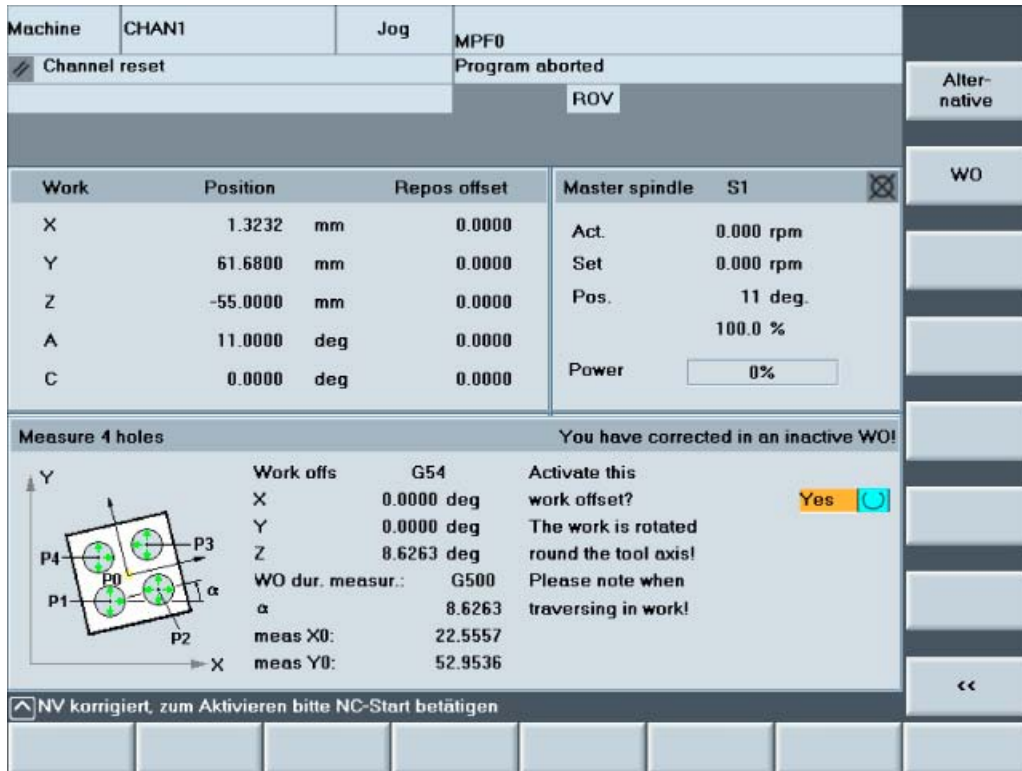 Machine CHAN1 Jog MPF0
Channel reset Program aborted
ROV
Work Position Repos offset
X 1.3232 mm 0.0000
Y 61.6800 mm 0.0000
Z -55.0000 mm 0.0000
A 11.0000 deg 0.0000
C 0.0000 deg 0.0000
Master spindle S1
Act. 0.000 rpm
Set 0.000 rpm
Pos. 11 deg.
100.0 %
Power 0%
Measure 4 holes You have corrected in an inactive WO!
Y
P3
P4
P0
α
P1
P2
X
Work offs G54
X 0.0000 deg
Y 0.0000 deg
Z 8.6263 deg
WO dur. measur.: G500
α 8.6263
meas X0: 22.5557
meas Y0: 52.9536
Activate this
work offset? Yes
The work is rotated
round the tool axis!
Please note when
traversing in work!
NV korrigiert, zum Aktivieren bitte NC-Start betätigen
Alter-
native
WO
<<